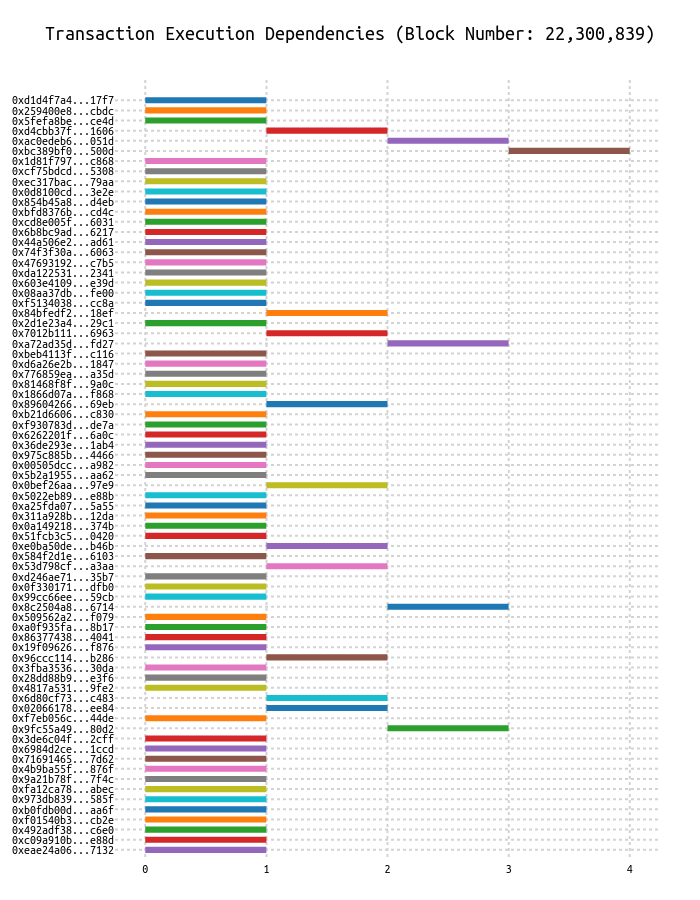 Transaction Execution Dependencies (Block Number: 22,300,839)
0xd1d4f7a4...17f7
0x259400e8...cbdc
0x5fefa8be...ce4d
0xd4cbb37f...1606
0xac0edeb6...051d
0xbc389bf0...500d
0x1d81f797...c868
0xcf75bdcd...5308
0xec317bac...79aa
0x0d8100cd...3e2e
0x854b45a8...d4eb
0xbfd8376b...cd4c
0xcd8e005f...6031
0x6b8bc9ad...6217
0x44a506e2...ad61
0x74f3f30a...6063
0x47693192...c7b5
0xda122531...2341
0x603e4109...e39d
0x08aa37db...fe00
0xf5134038...cc8a
0x84bfedf2...18ef
0x2d1e23a4...29c1
0x7012b111...6963
0xa72ad35d...fd27
0xbeb4113f...c116
0xd6a26e2b...1847
0x776859ea...a35d
0x81468f8f...9a0c
0x1866d07a...f868
0x89604266...69eb
0xb21d6606...c830
0xf930783d...de7a
0x6262201f...6a0c
0x36de293e...1ab4
0x975c885b...4466
0x00505dcc...a982
0x5b2a1955...aa62
0x0bef26aa...97e9
0x5022eb89...e88b
0xa25fda07...5a55
0x311a928b...12da
0x0a149218...374b
0x51fcb3c5...0420
0xe0ba50de...b46b
0x584f2d1e...6103
0x53d798cf...a3aa
0xd246ae71...35b7
0x0f330171...dfb0
0x99cc66ee...59cb
0x8c2504a8...6714
0x509562a2...f079
0xa0f935fa...8b17
0x86377438...4041
0x19f09626...f876
0x96ccc114...b286
0x3fba3536...30da
0x28dd88b9...e3f6
0x4817a531...9fe2
0x6d80cf73...c483
0x02066178...ee84
0xf7eb056c...44de
0x9fc55a49...80d2
0x3de6c04f...2cff
0x6984d2ce...1ccd
0x71691465...7d62
0x4b9ba55f...876f
0x9a21b78f...7f4c
0xfa12ca78...abec
0x973db839...585f
0xb0fdb00d...aa6f
0xf01540b3...cb2e
0x492adf38...c6e0
0xc09a910b...e88d
0xeae24a06...7132
0 1 2 3 4